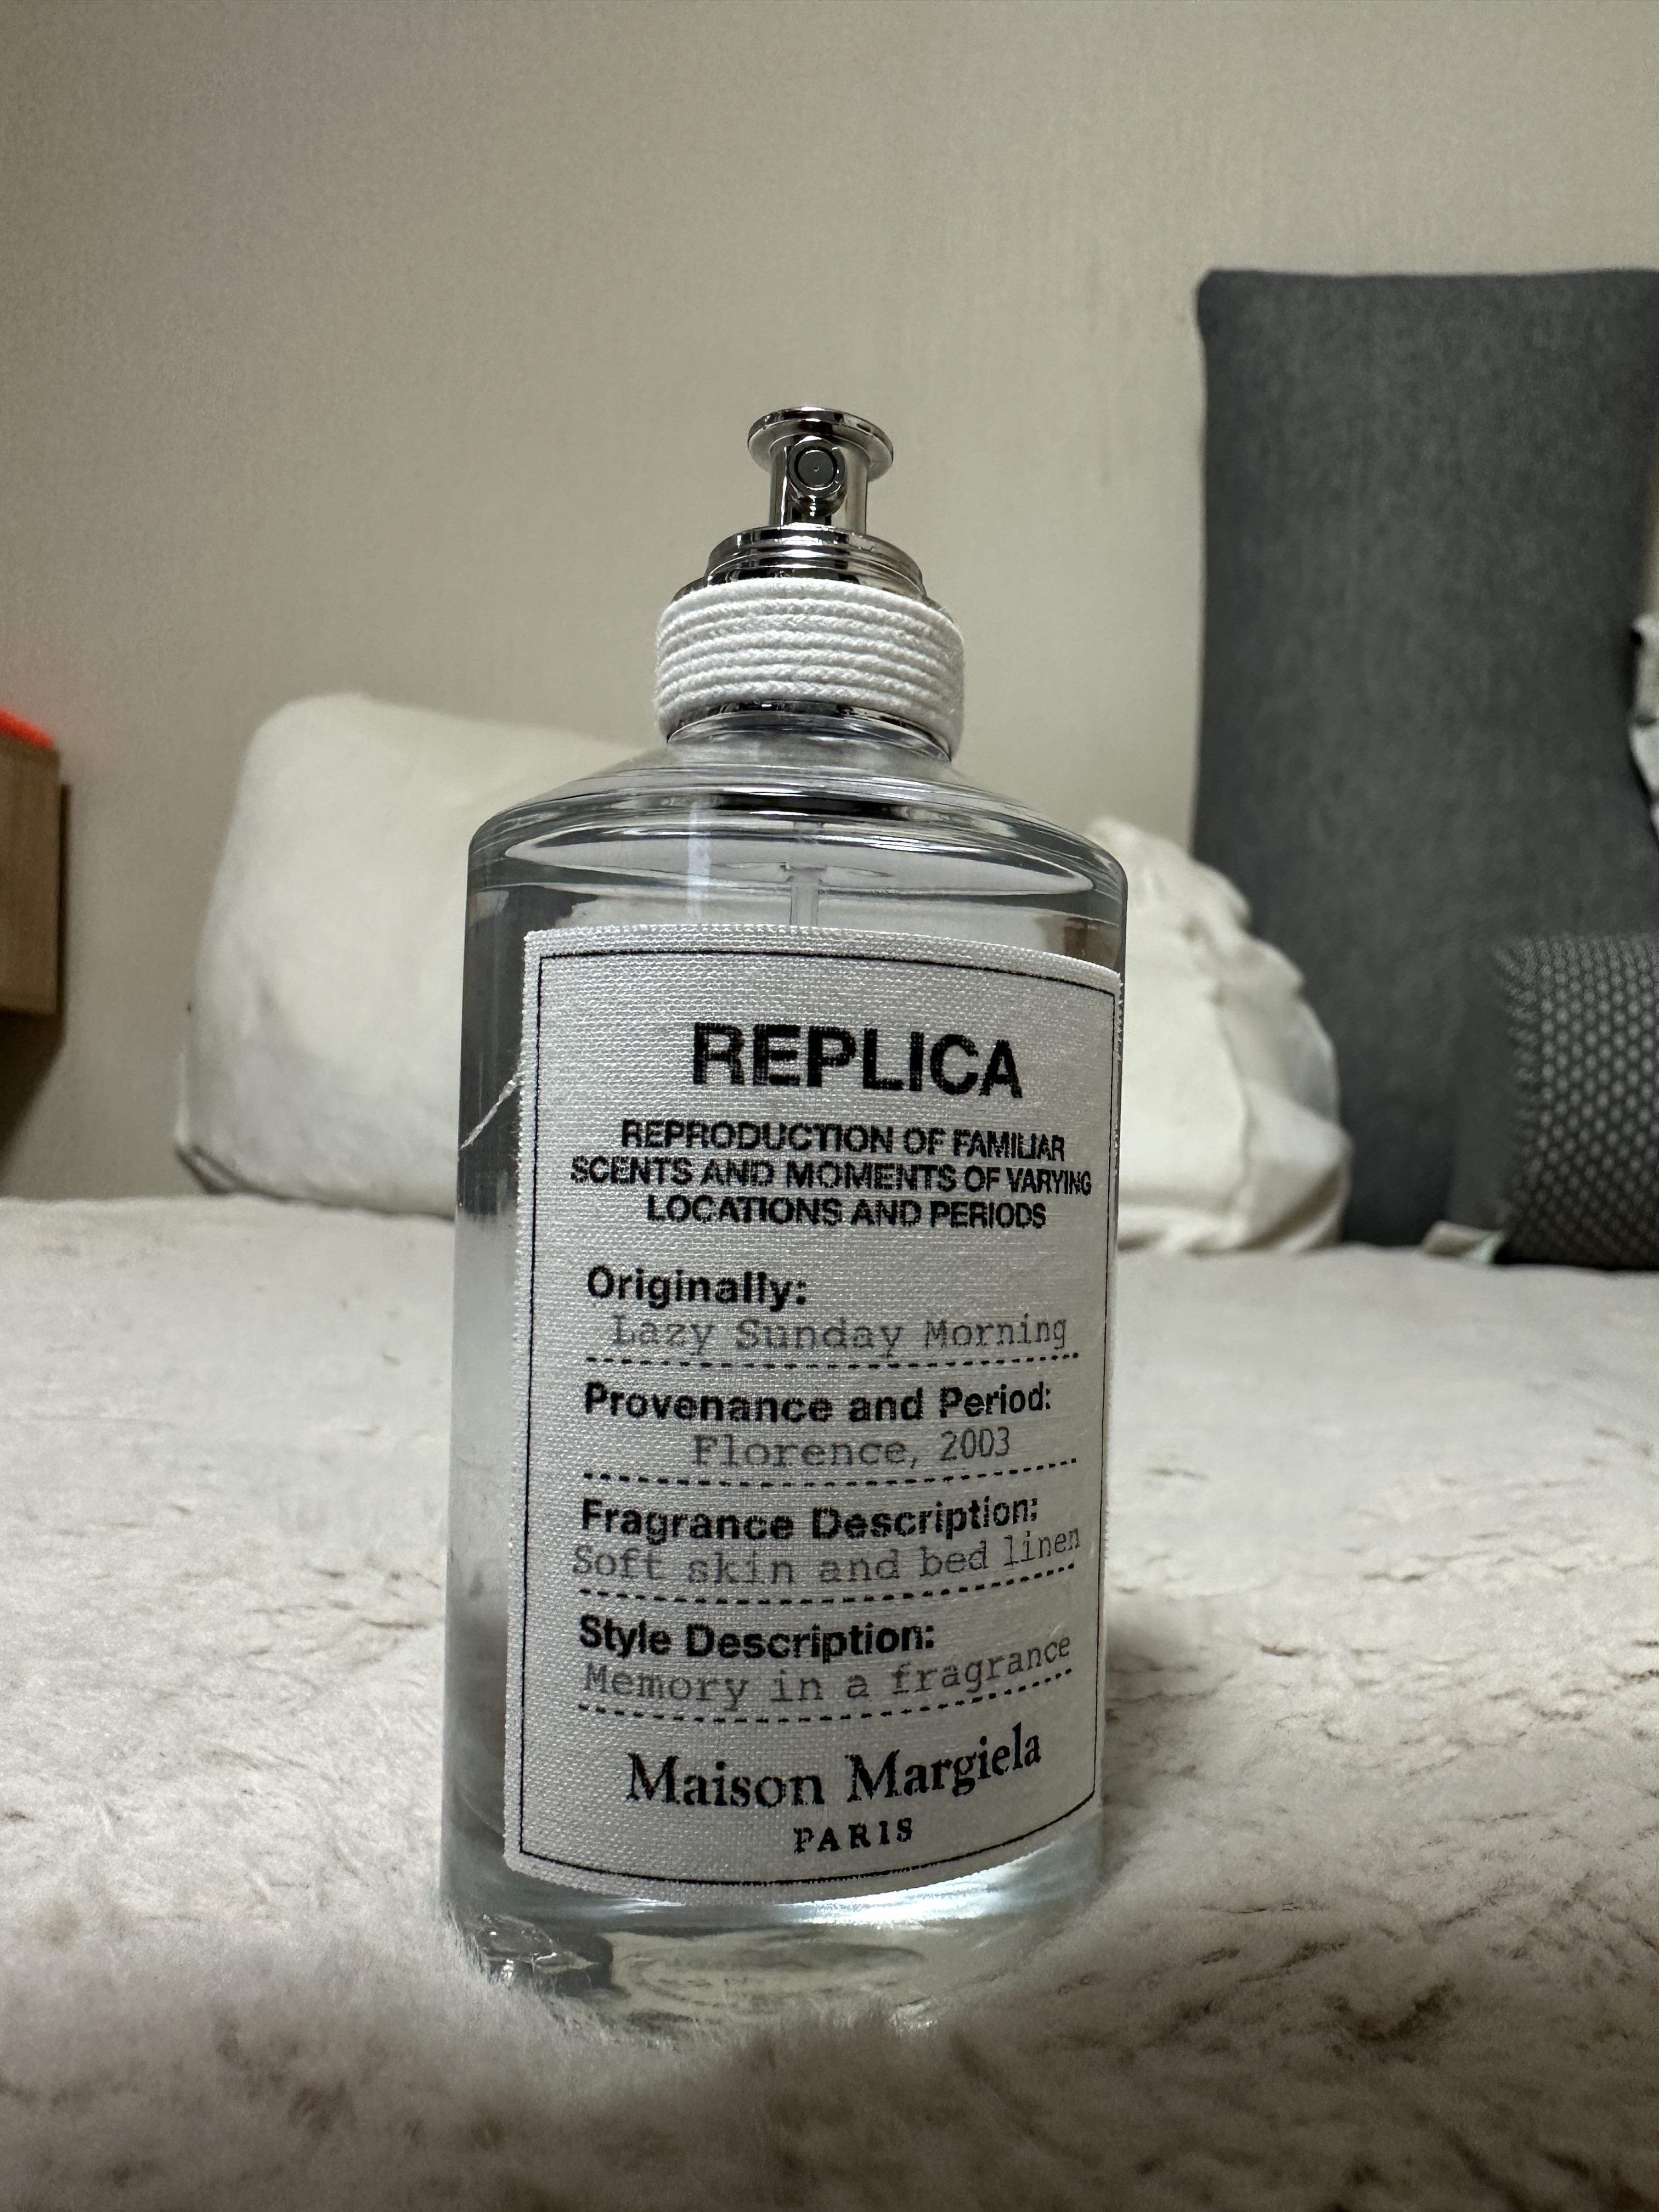 REPLICA
REPRODUCTION OF FAMILIAR
SCENTS AND MOMENTS OF VARYING
LOCATIONS AND PERIODS
Originally:
Lazy Sunday Morning
Provenance and Period:
Florence, 2003
Fragrance Description:
Soft skin and bed linen
Style Description:
Memory in a fragrance
Maison Margiela
PARIS